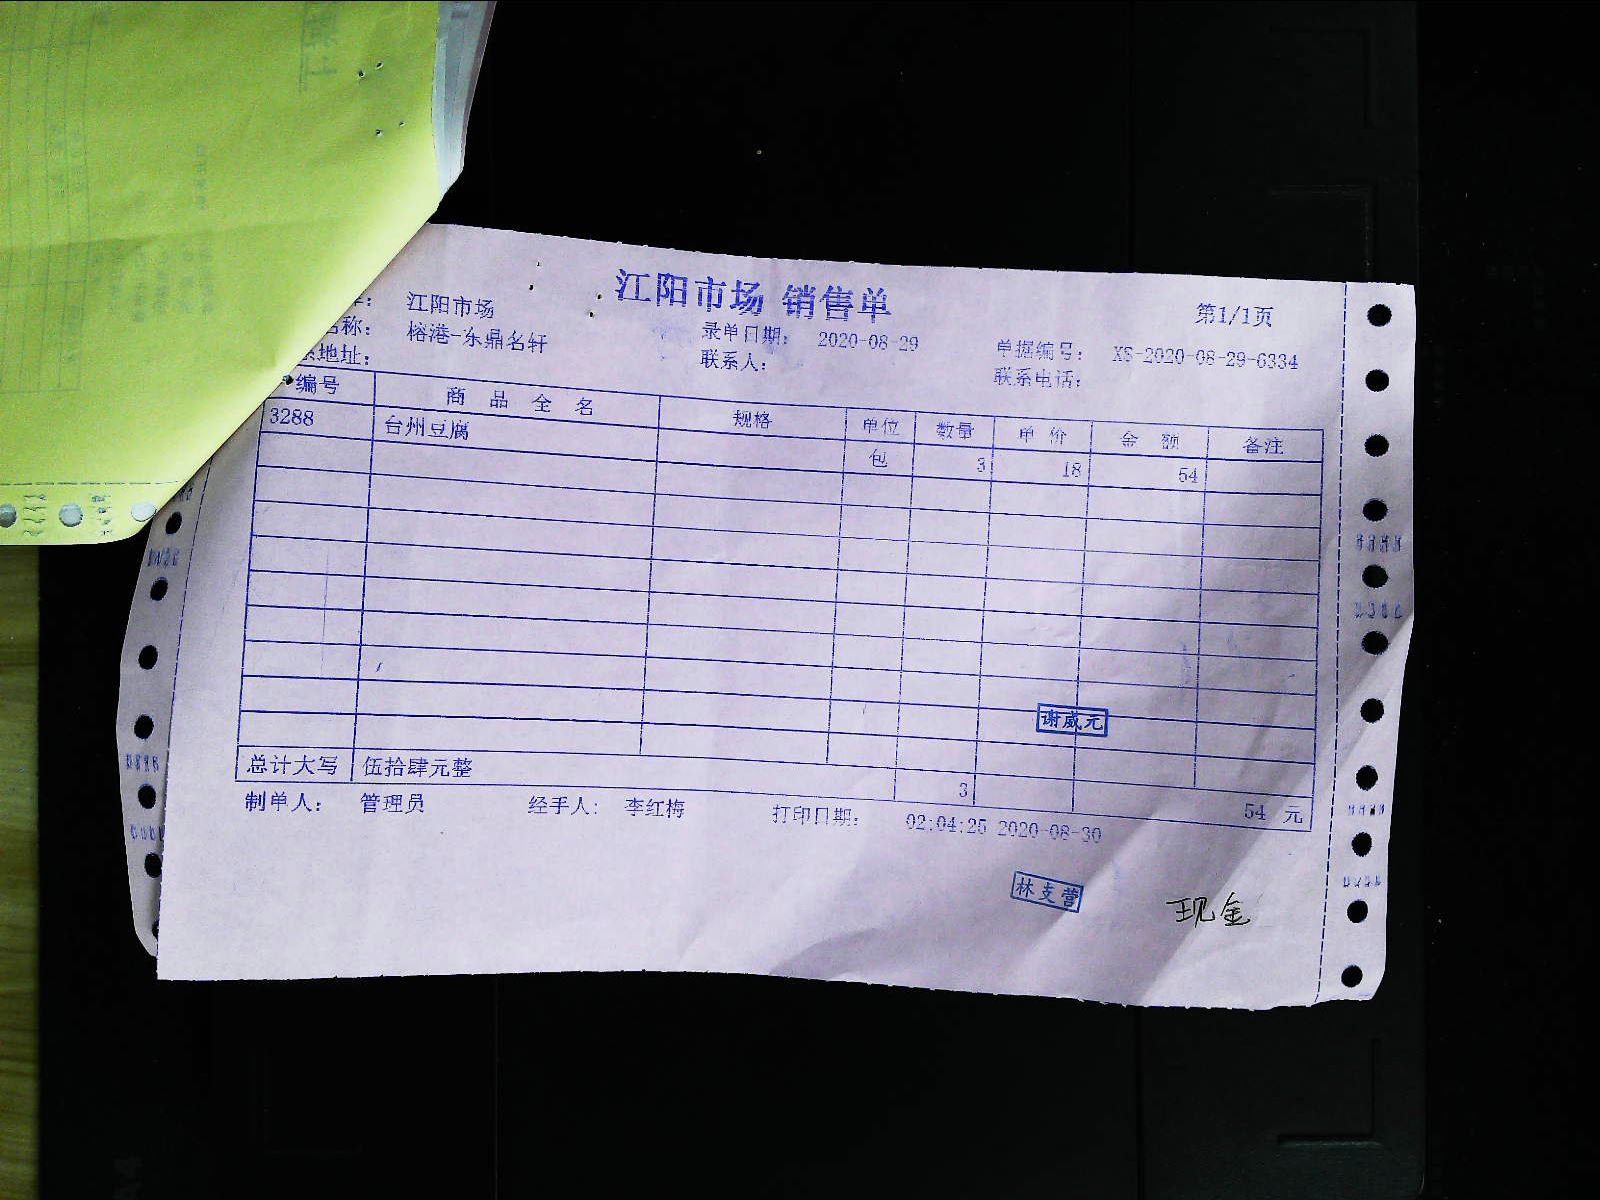 江阳市场 销售单
第1/1页
江阳市场
名称： 榕港-东鼎名轩 录单日期： 2020-08-29 单据编号： XS-2020-08-29-6334
地址： 联系人： 联系电话：
编号 商品全名 规格 单位 数量 单价 金额 备注
3288 台州豆腐 包 3 18 54
谢威元
总计大写 伍拾肆元整 3 54 元
制单人： 管理员 经手人： 李红梅 打印日期： 02:04:25 2020-08-30
林支营
现金